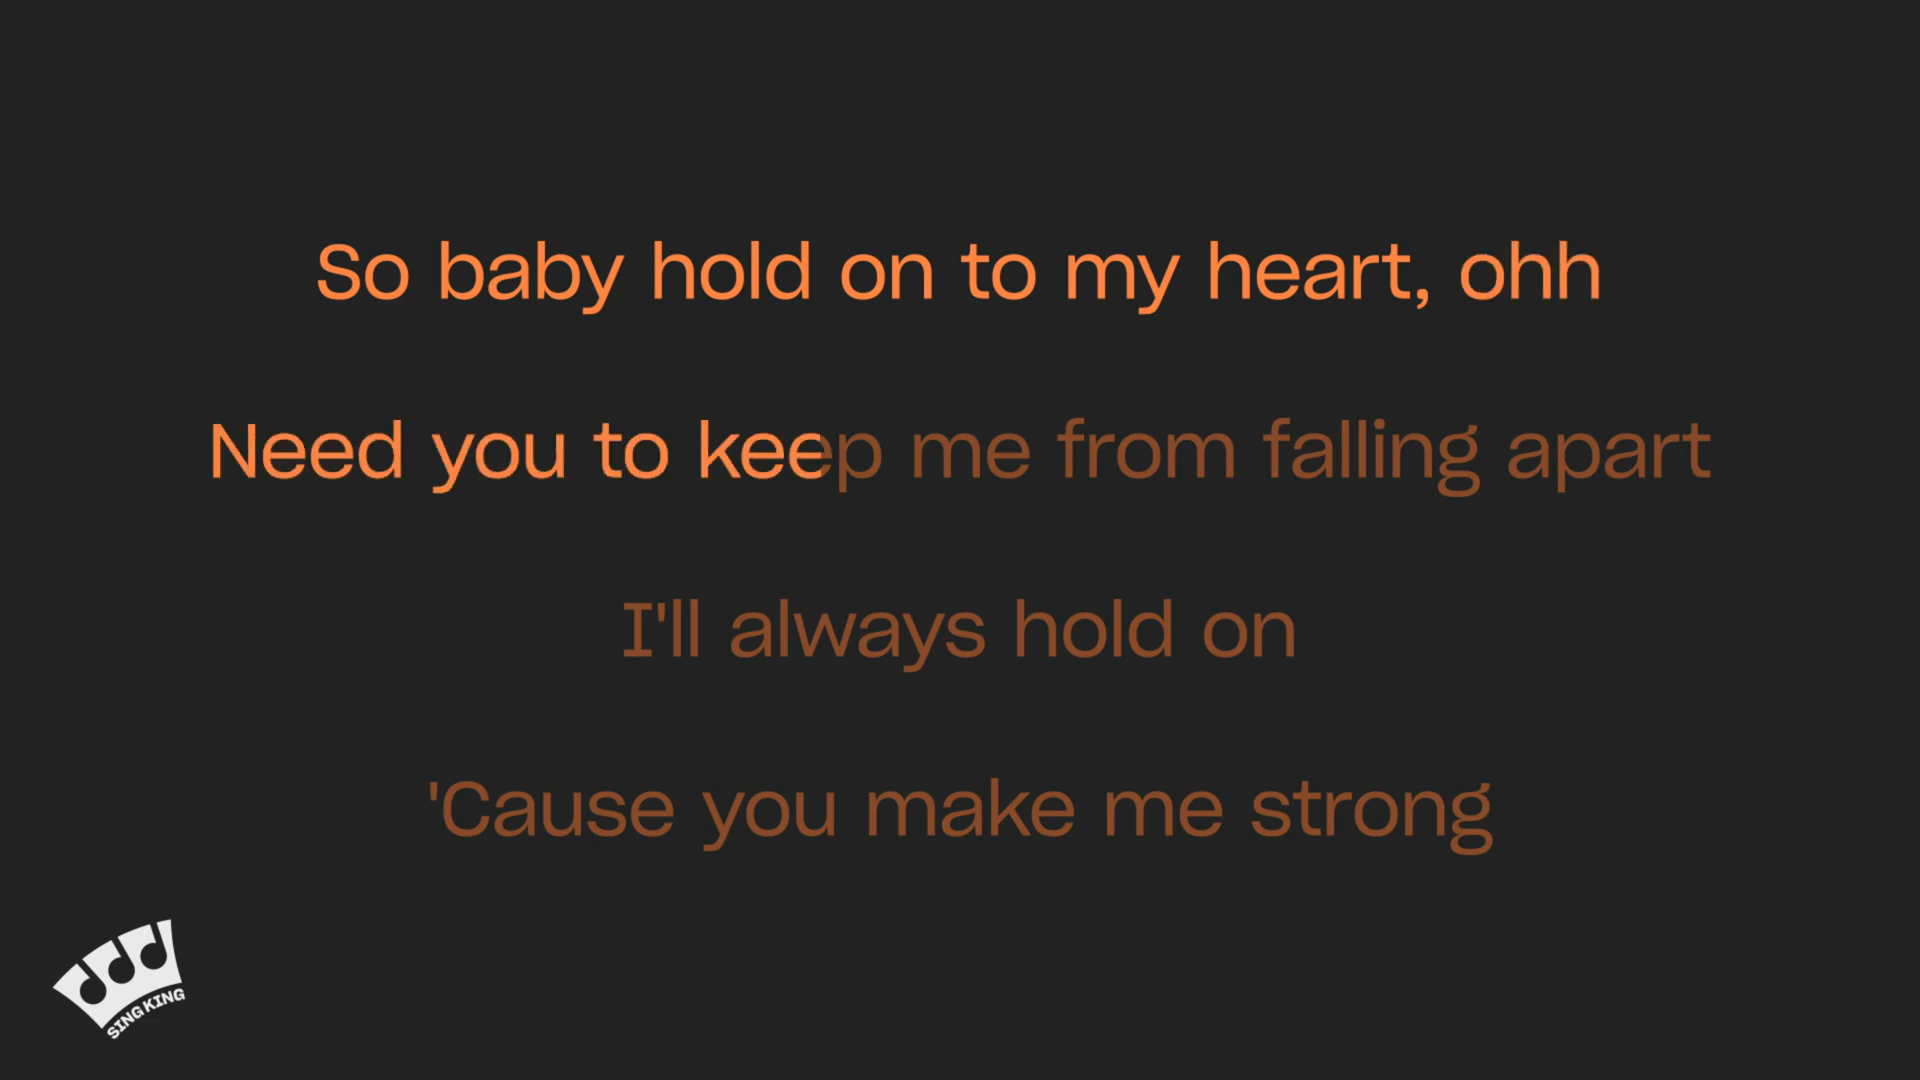 So baby hold on to my heart, ohh
Need you to keep me from falling apart
I'll always hold on
'Cause you make me strong
SING KING